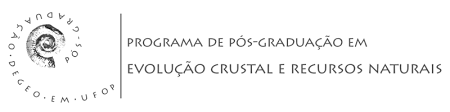 PÓS-GRADUAÇÃO·DEGEO·EM·UFOP
PROGRAMA DE PÓS-GRADUAÇÃO EM
EVOLUÇÃO CRUSTAL E RECURSOS NATURAIS